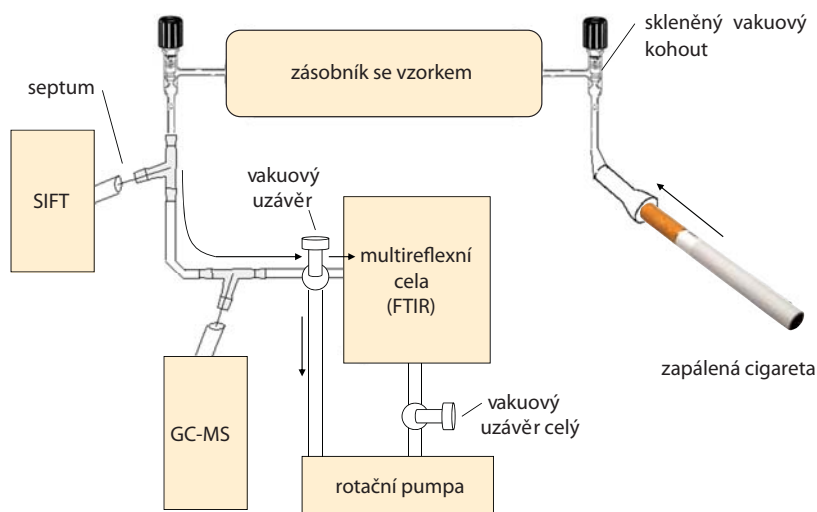 skleněný vakuový
kohout
zásobník se vzorkem
septum
SIFT
vakuový
uzávěr
multireflexní
cela
(FTIR)
zapálená cigareta
GC-MS
vakuový
uzávěr celý
rotační pumpa